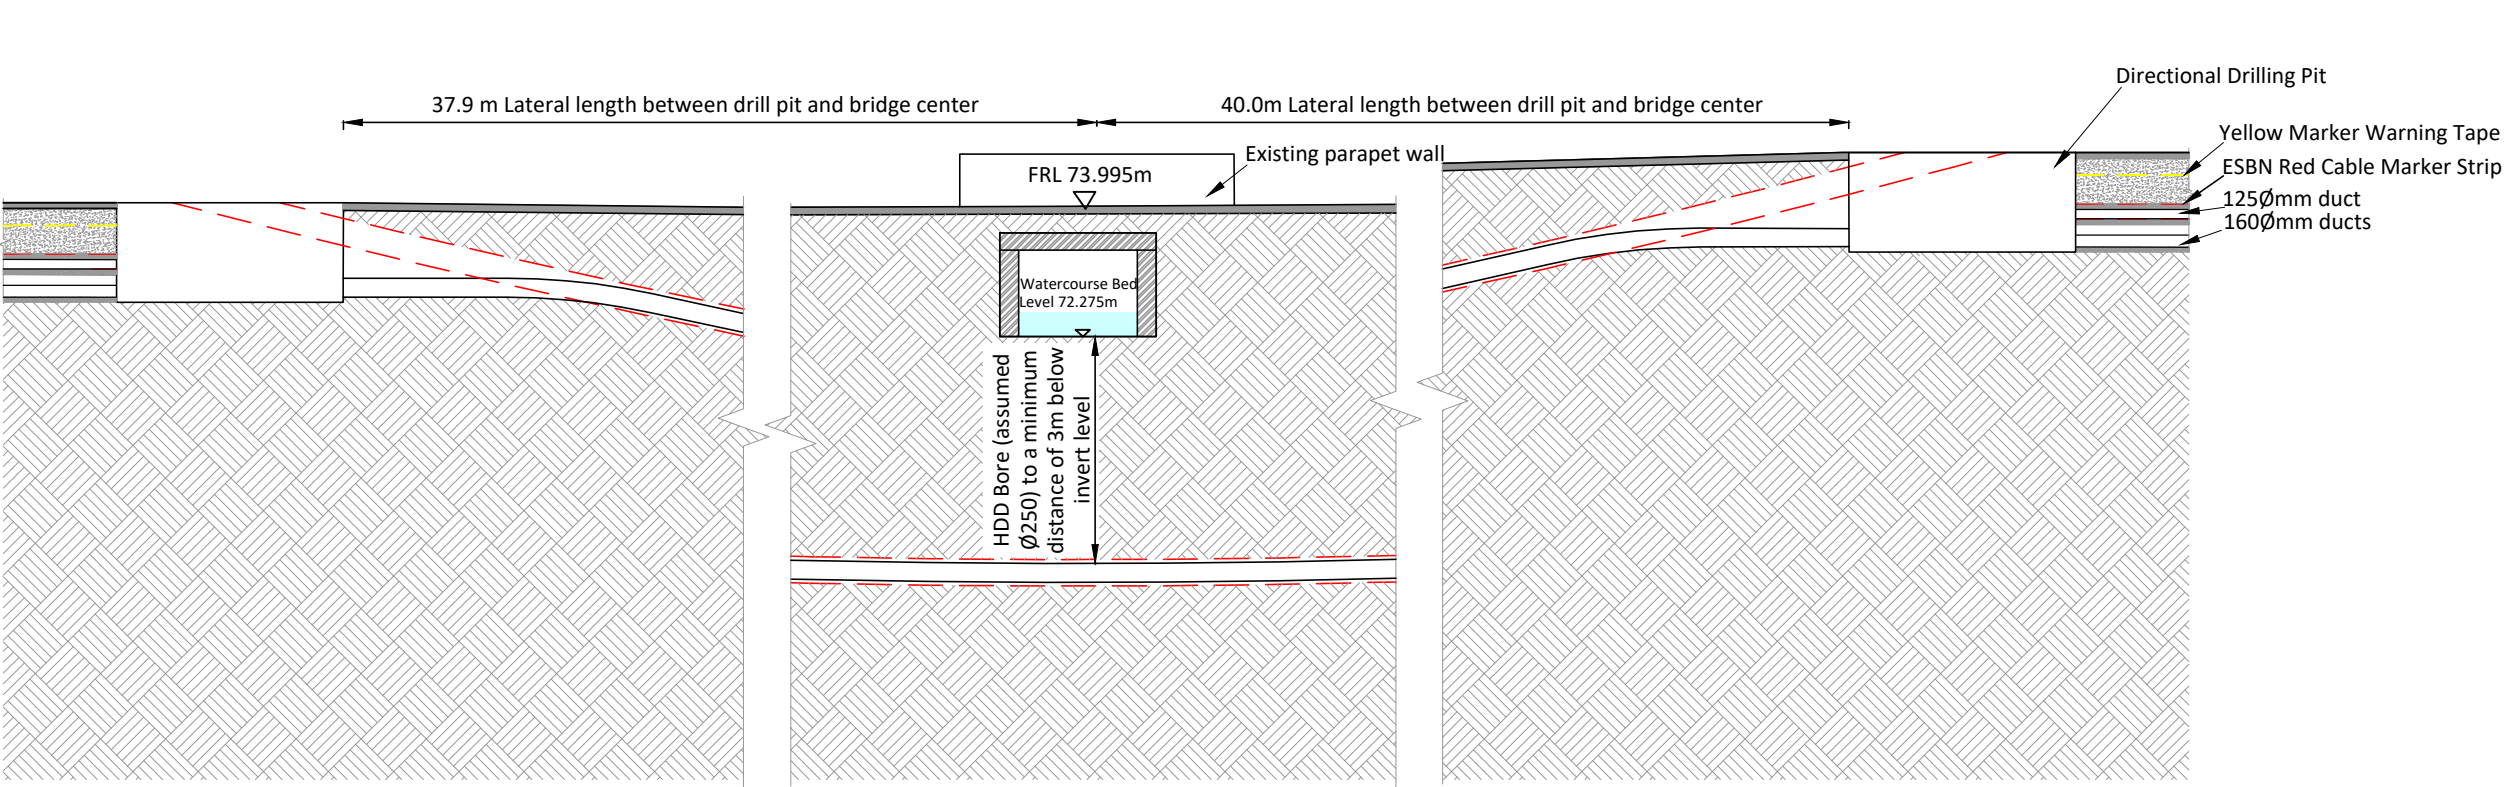 Directional Drilling Pit
37.9 m Lateral length between drill pit and bridge center
40.0m Lateral length between drill pit and bridge center
Yellow Marker Warning Tape
Existing parapet wall
ESBN Red Cable Marker Strip
FRL 73.995m
125Ømm duct
160Ømm ducts
Watercourse Bed
Level 72.275m
HDD Bore (assumed
Ø250) to a minimum
distance of 3m below
invert level